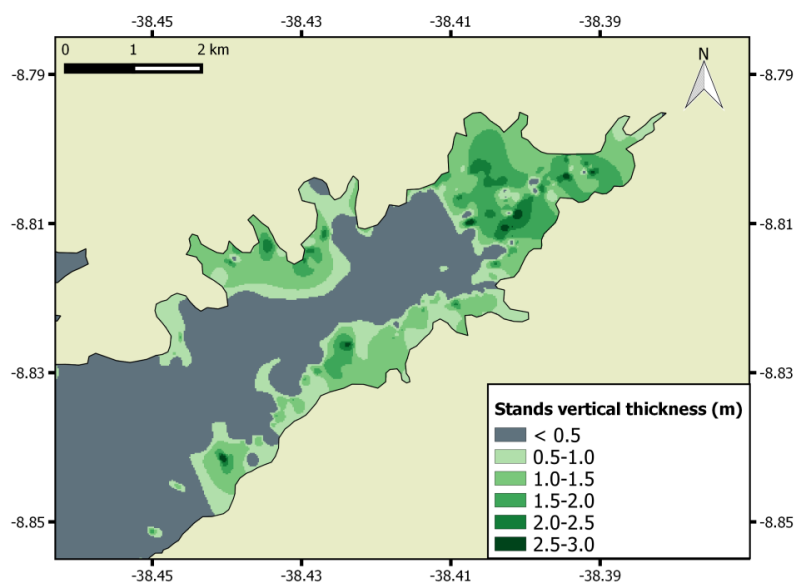 -38.45 -38.43 -38.41 -38.39
0 1 2 km
N
-8.79 -8.79
-8.81 -8.81
-8.83 -8.83
Stands vertical thickness (m)
< 0.5
0.5-1.0
1.0-1.5
1.5-2.0
2.0-2.5
2.5-3.0
-8.85 -8.85
-38.45 -38.43 -38.41 -38.39